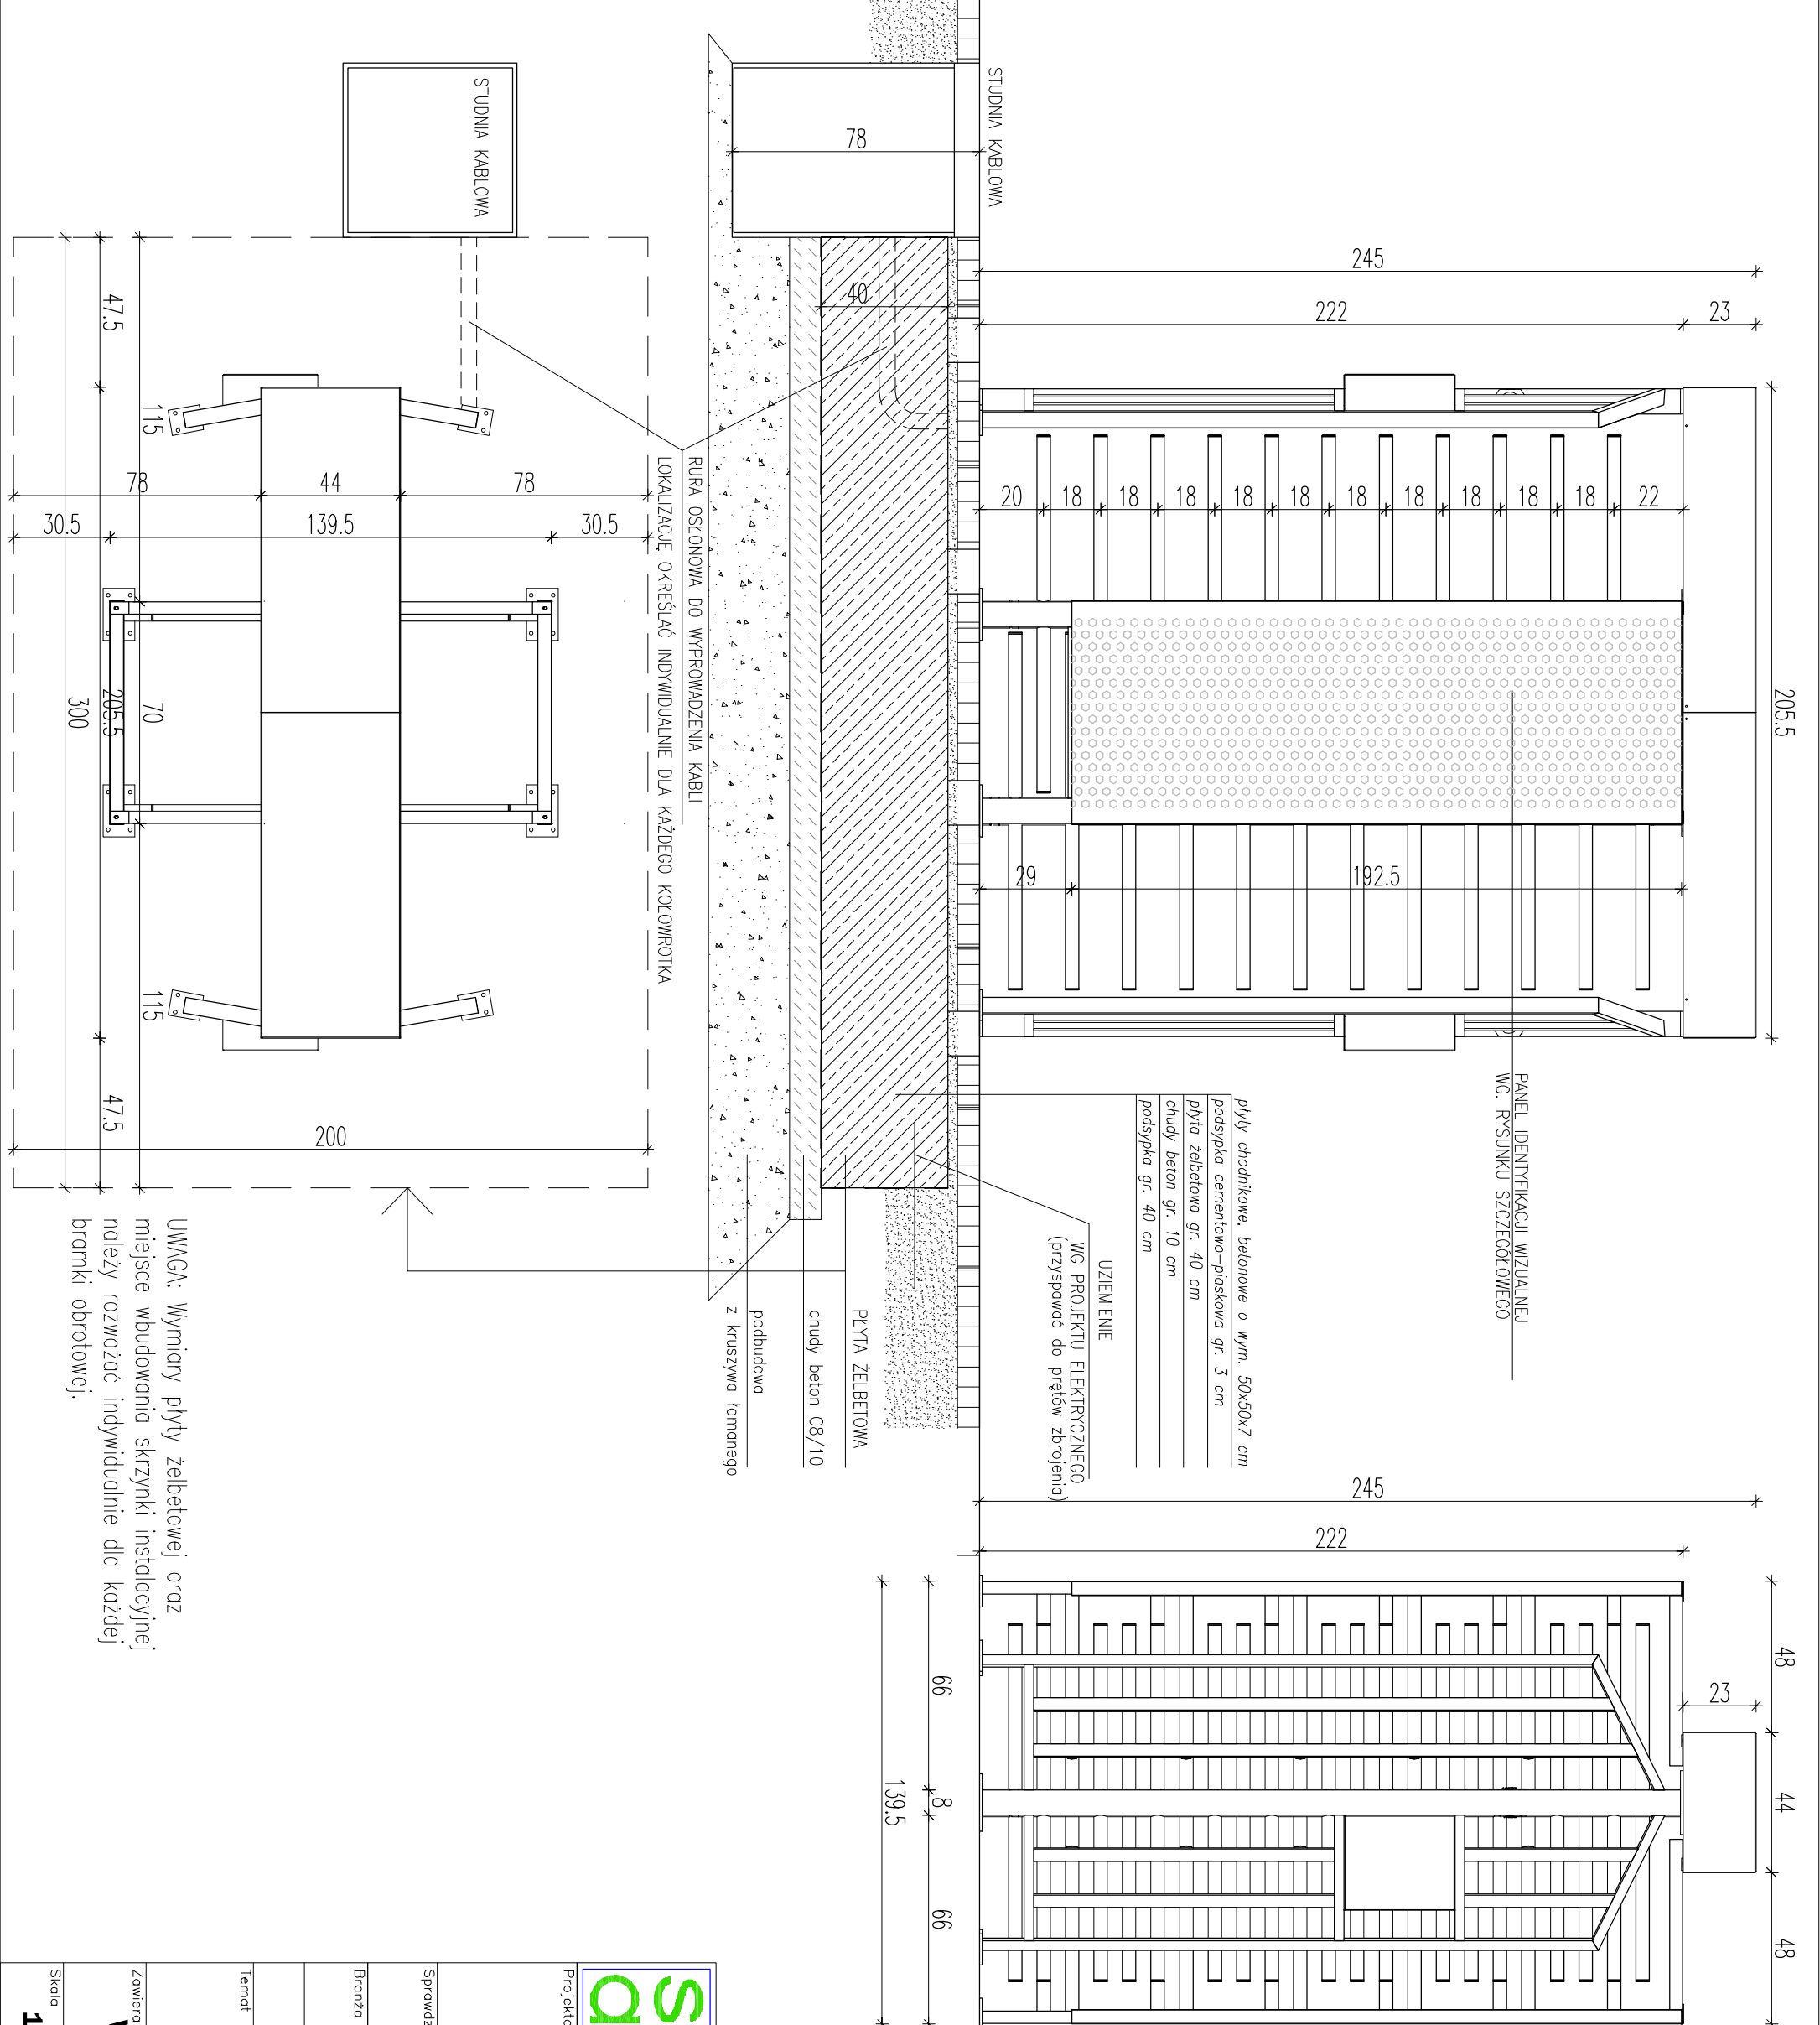 STUDNIA KABLOWA
245
222
23
205.5
20
18
18
18
18
18
18
18
18
18
18
22
29
192.5
PANEL IDENTYFIKACJI WIZUALNEJ
WG. RYSUNKU SZCZEGÓŁOWEGO
245
222
48
44
48
23
66
8
66
139.5
78
40
płyty chodnikowe, betonowe o wym. 50x50x7 cm
podsypka cementowo-piaskowa gr. 3 cm
płyta żelbetowa gr. 40 cm
chudy beton gr. 10 cm
podsypka gr. 40 cm
UZIEMIENIE
WG PROJEKTU ELEKTRYCZNEGO
(przyspawać do prętów zbrojenia)
PŁYTA ŻELBETOWA
chudy beton C8/10
podbudowa
z kruszywa łamanego
RURA OSŁONOWA DO WYPROWADZENIA KABLI
LOKALIZACJĘ OKREŚLAĆ INDYWIDUALNIE DLA KAŻDEGO KOŁOWROTKA
STUDNIA KABLOWA
78
44
78
30.5
139.5
30.5
200
115
70
115
47.5
205.5
47.5
300
UWAGA: Wymiary płyty żelbetowej oraz
miejsce wbudowania skrzynki instalacyjnej
należy rozważać indywidualnie dla każdej
bramki obrotowej.
Projekto
Sprawdz
Branża
Temat
Zawiera
Skala